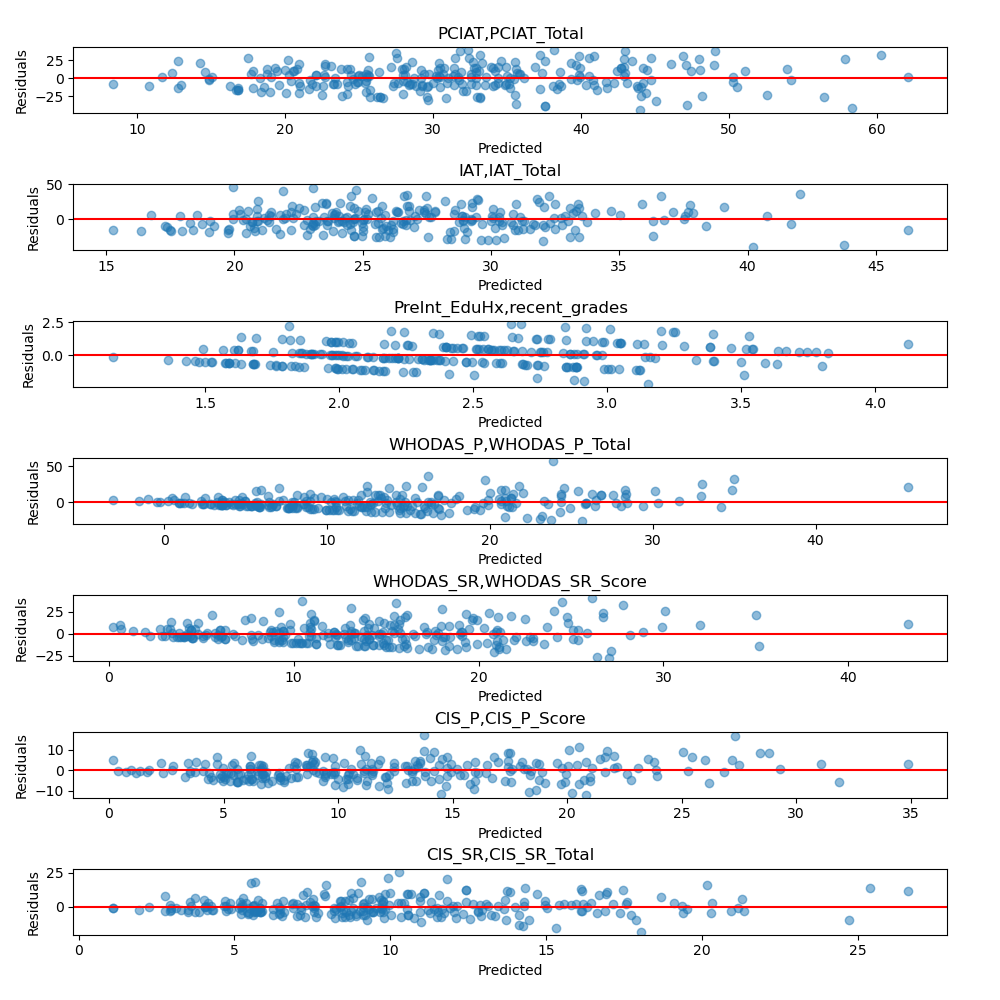 PCIAT,PCIAT_Total
Residuals
25
0
−25
10 20 30 40 50 60
Predicted
IAT,IAT_Total
Residuals
50
0
15 20 25 30 35 40 45
Predicted
PreInt_EduHx,recent_grades
Residuals
2.5
0.0
1.5 2.0 2.5 3.0 3.5 4.0
Predicted
WHODAS_P,WHODAS_P_Total
Residuals
50
0
0 10 20 30 40
Predicted
WHODAS_SR,WHODAS_SR_Score
Residuals
25
0
−25
0 10 20 30 40
Predicted
CIS_P,CIS_P_Score
Residuals
10
0
−10
0 5 10 15 20 25 30 35
Predicted
CIS_SR,CIS_SR_Total
Residuals
25
0
0 5 10 15 20 25
Predicted